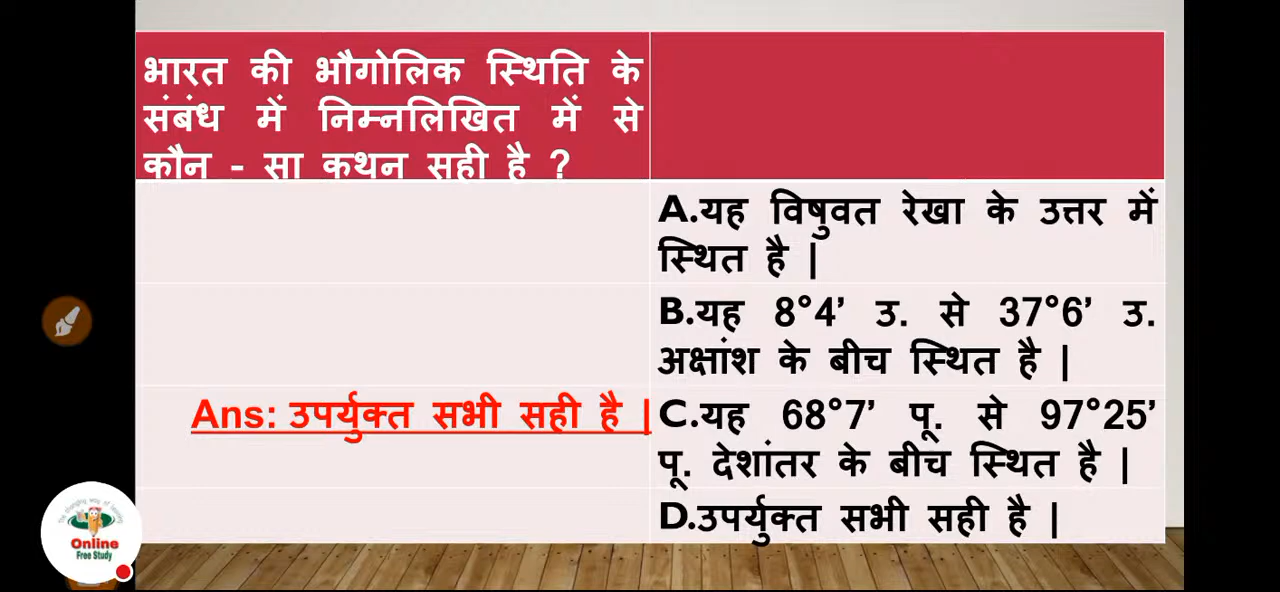 भारत की भौगोलिक स्थिति के
संबंध में निम्नलिखित में से
कौन - सा कथन सही है ?
A.यह विषुवत रेखा के उत्तर में
स्थित है |
B.यह 8°4’ उ. से 37°6’ उ.
अक्षांश के बीच स्थित है |
Ans: उपर्युक्त सभी सही है |
C.यह 68°7’ पू. से 97°25’
पू. देशांतर के बीच स्थित है |
D.उपर्युक्त सभी सही है |
Online
Free Study